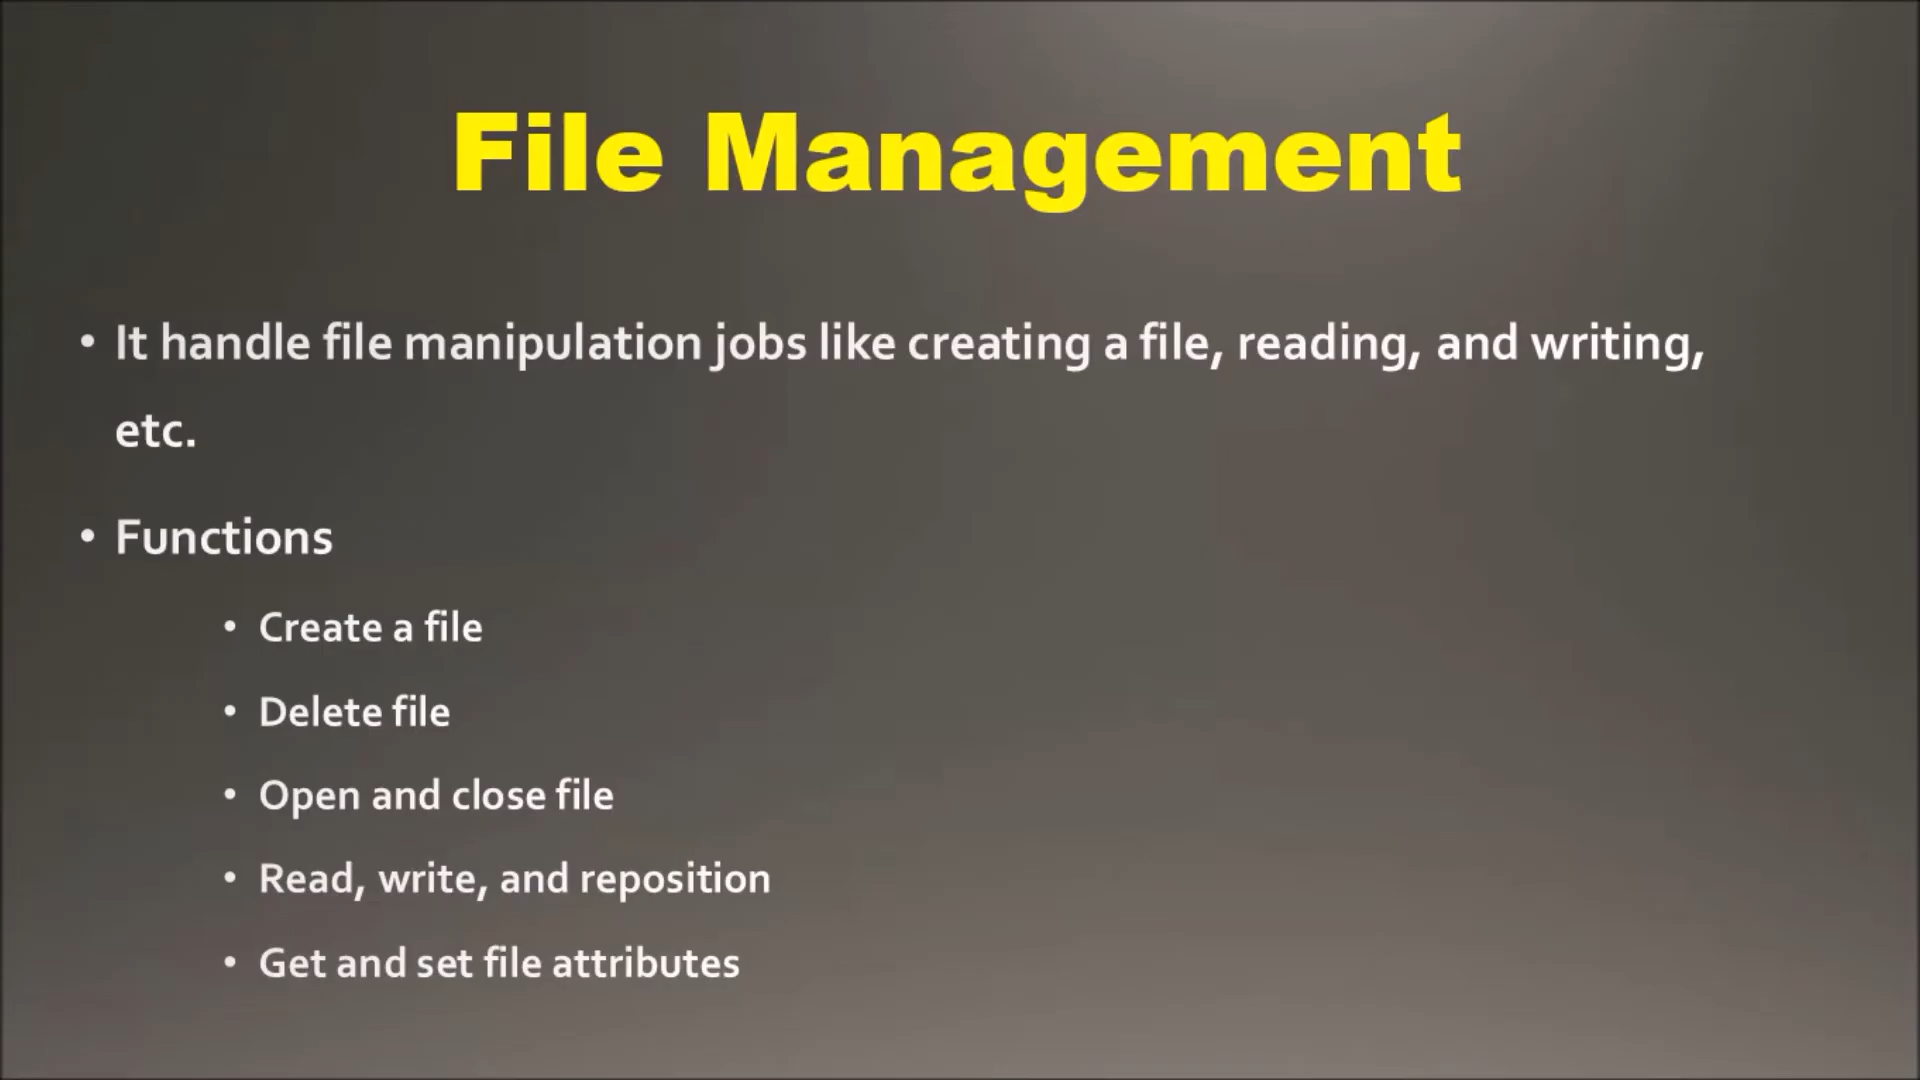 File Management
• It handle file manipulation jobs like creating a file, reading, and writing,
etc.
• Functions
• Create a file
• Delete file
• Open and close file
• Read, write, and reposition
• Get and set file attributes